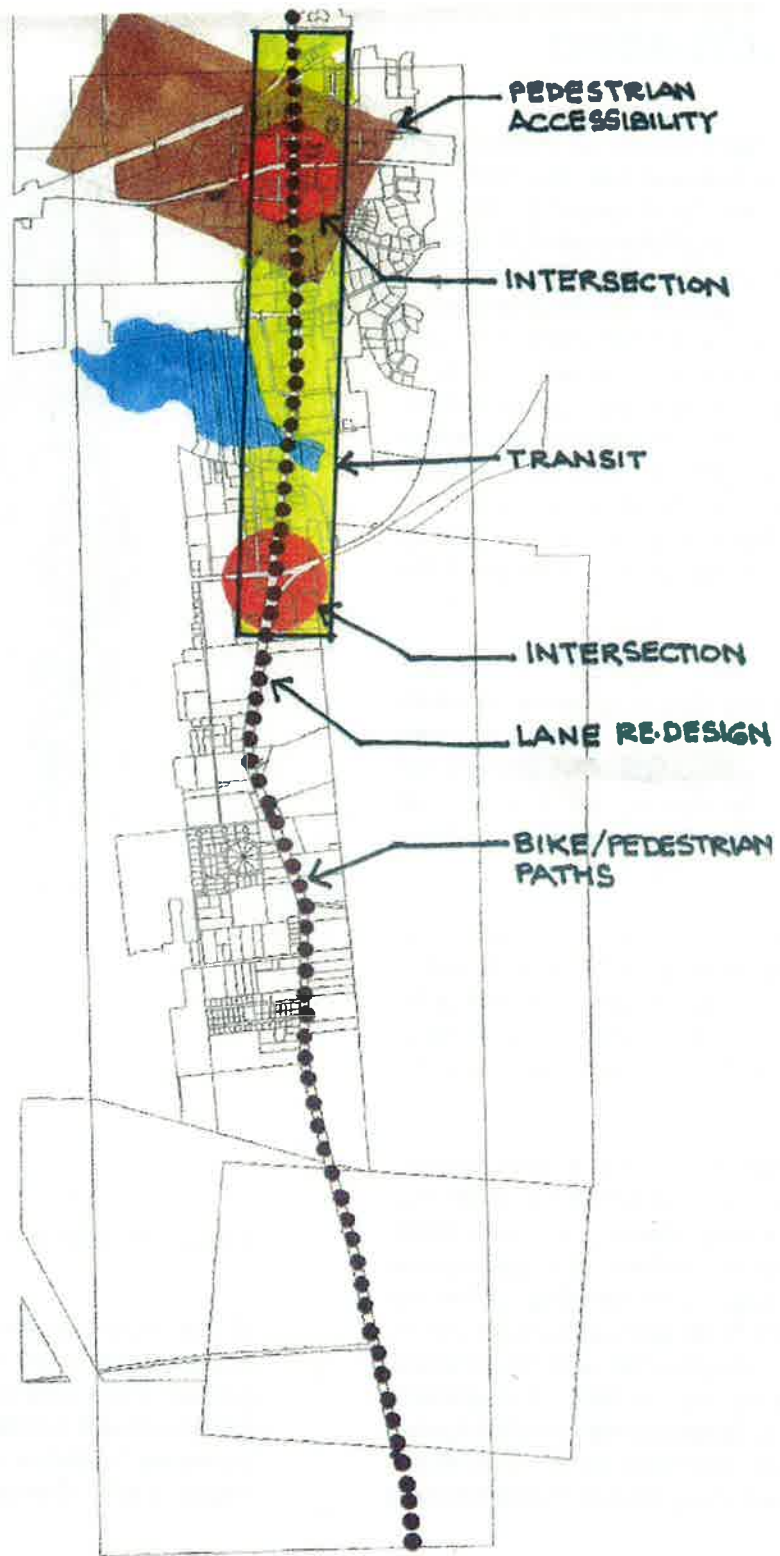 PEDESTRIAN
ACCESSIBILITY
INTERSECTION
TRANSIT
INTERSECTION
LANE RE·DESIGN
BIKE/PEDESTRIAN
PATHS